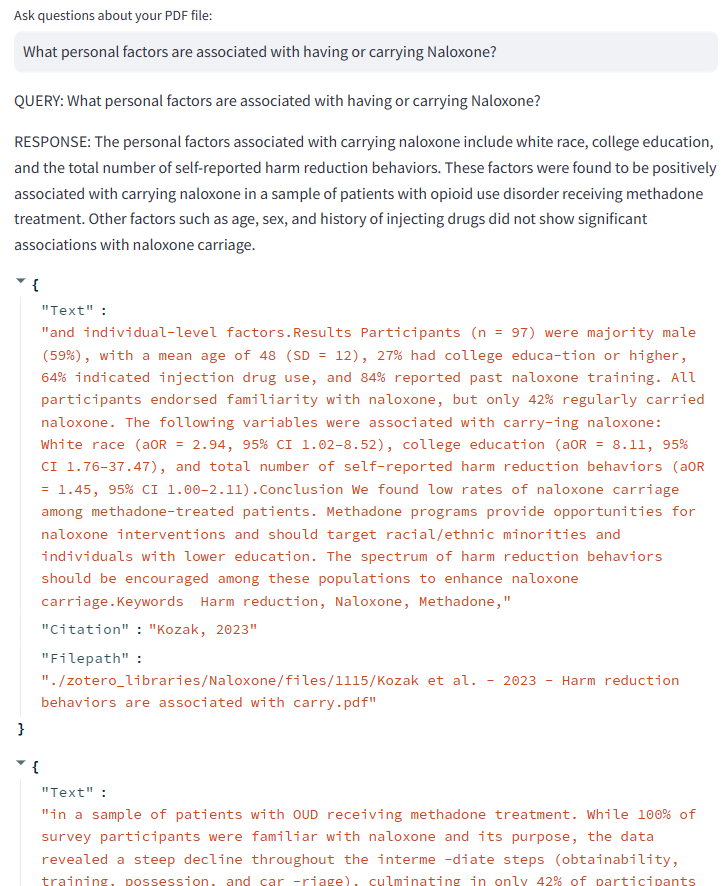 Ask questions about your PDF file:
What personal factors are associated with having or carrying Naloxone?
QUERY: What personal factors are associated with having or carrying Naloxone?
RESPONSE: The personal factors associated with carrying naloxone include white race, college education,
and the total number of self-reported harm reduction behaviors. These factors were found to be positively
associated with carrying naloxone in a sample of patients with opioid use disorder receiving methadone
treatment. Other factors such as age, sex, and history of injecting drugs did not show significant
associations with naloxone carriage.
{
"Text" :
"and individual-level factors.Results Participants (n = 97) were majority male
(59%), with a mean age of 48 (SD = 12), 27% had college educa-tion or higher,
64% indicated injection drug use, and 84% reported past naloxone training. All
participants endorsed familiarity with naloxone, but only 42% regularly carried
naloxone. The following variables were associated with carry-ing naloxone:
White race (aOR = 2.94, 95% CI 1.02–8.52), college education (aOR = 8.11, 95%
CI 1.76–37.47), and total number of self-reported harm reduction behaviors (aOR
= 1.45, 95% CI 1.00–2.11).Conclusion We found low rates of naloxone carriage
among methadone-treated patients. Methadone programs provide opportunities for
naloxone interventions and should target racial/ethnic minorities and
individuals with lower education. The spectrum of harm reduction behaviors
should be encouraged among these populations to enhance naloxone
carriage.Keywords  Harm reduction, Naloxone, Methadone,"
"Citation" : "Kozak, 2023"
"Filepath" :
"./zotero_libraries/Naloxone/files/1115/Kozak et al. - 2023 - Harm reduction
behaviors are associated with carry.pdf"
}
{
"Text" :
"in a sample of patients with OUD receiving methadone treatment. While 100% of
survey participants were familiar with naloxone and its purpose, the data
revealed a steep decline throughout the interme -diate steps (obtainability,
training, possession, and car -riage), culminating in only 42% of participants